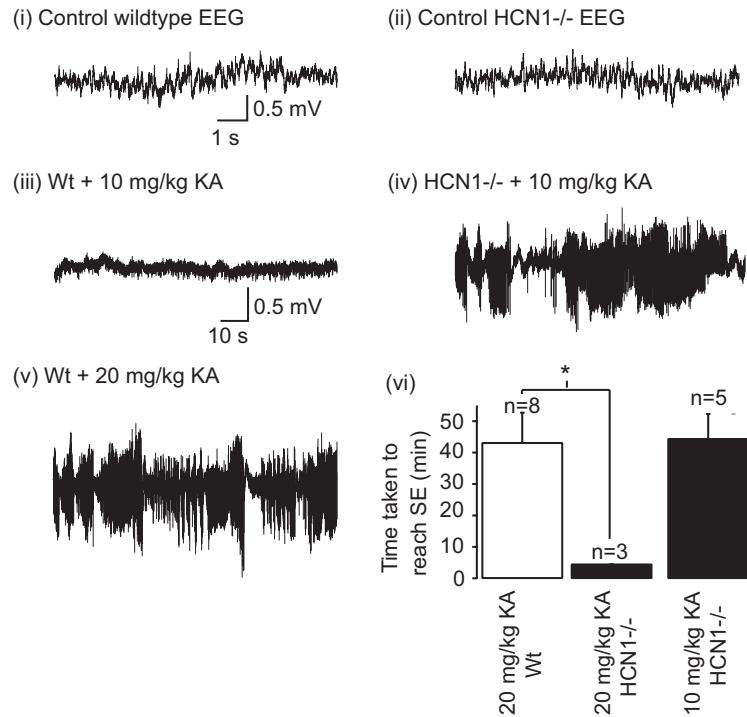 (i) Control wildtype EEG
(ii) Control HCN1-/- EEG
0.5 mV
1 s
(iii) Wt + 10 mg/kg KA
(iv) HCN1-/- + 10 mg/kg KA
0.5 mV
10 s
(v) Wt + 20 mg/kg KA
(vi)
*
n=8
n=5
n=3
Time taken to
reach SE (min)
50
40
30
20
10
0
20 mg/kg KA
Wt
20 mg/kg KA
HCN1-/-
10 mg/kg KA
HCN1-/-